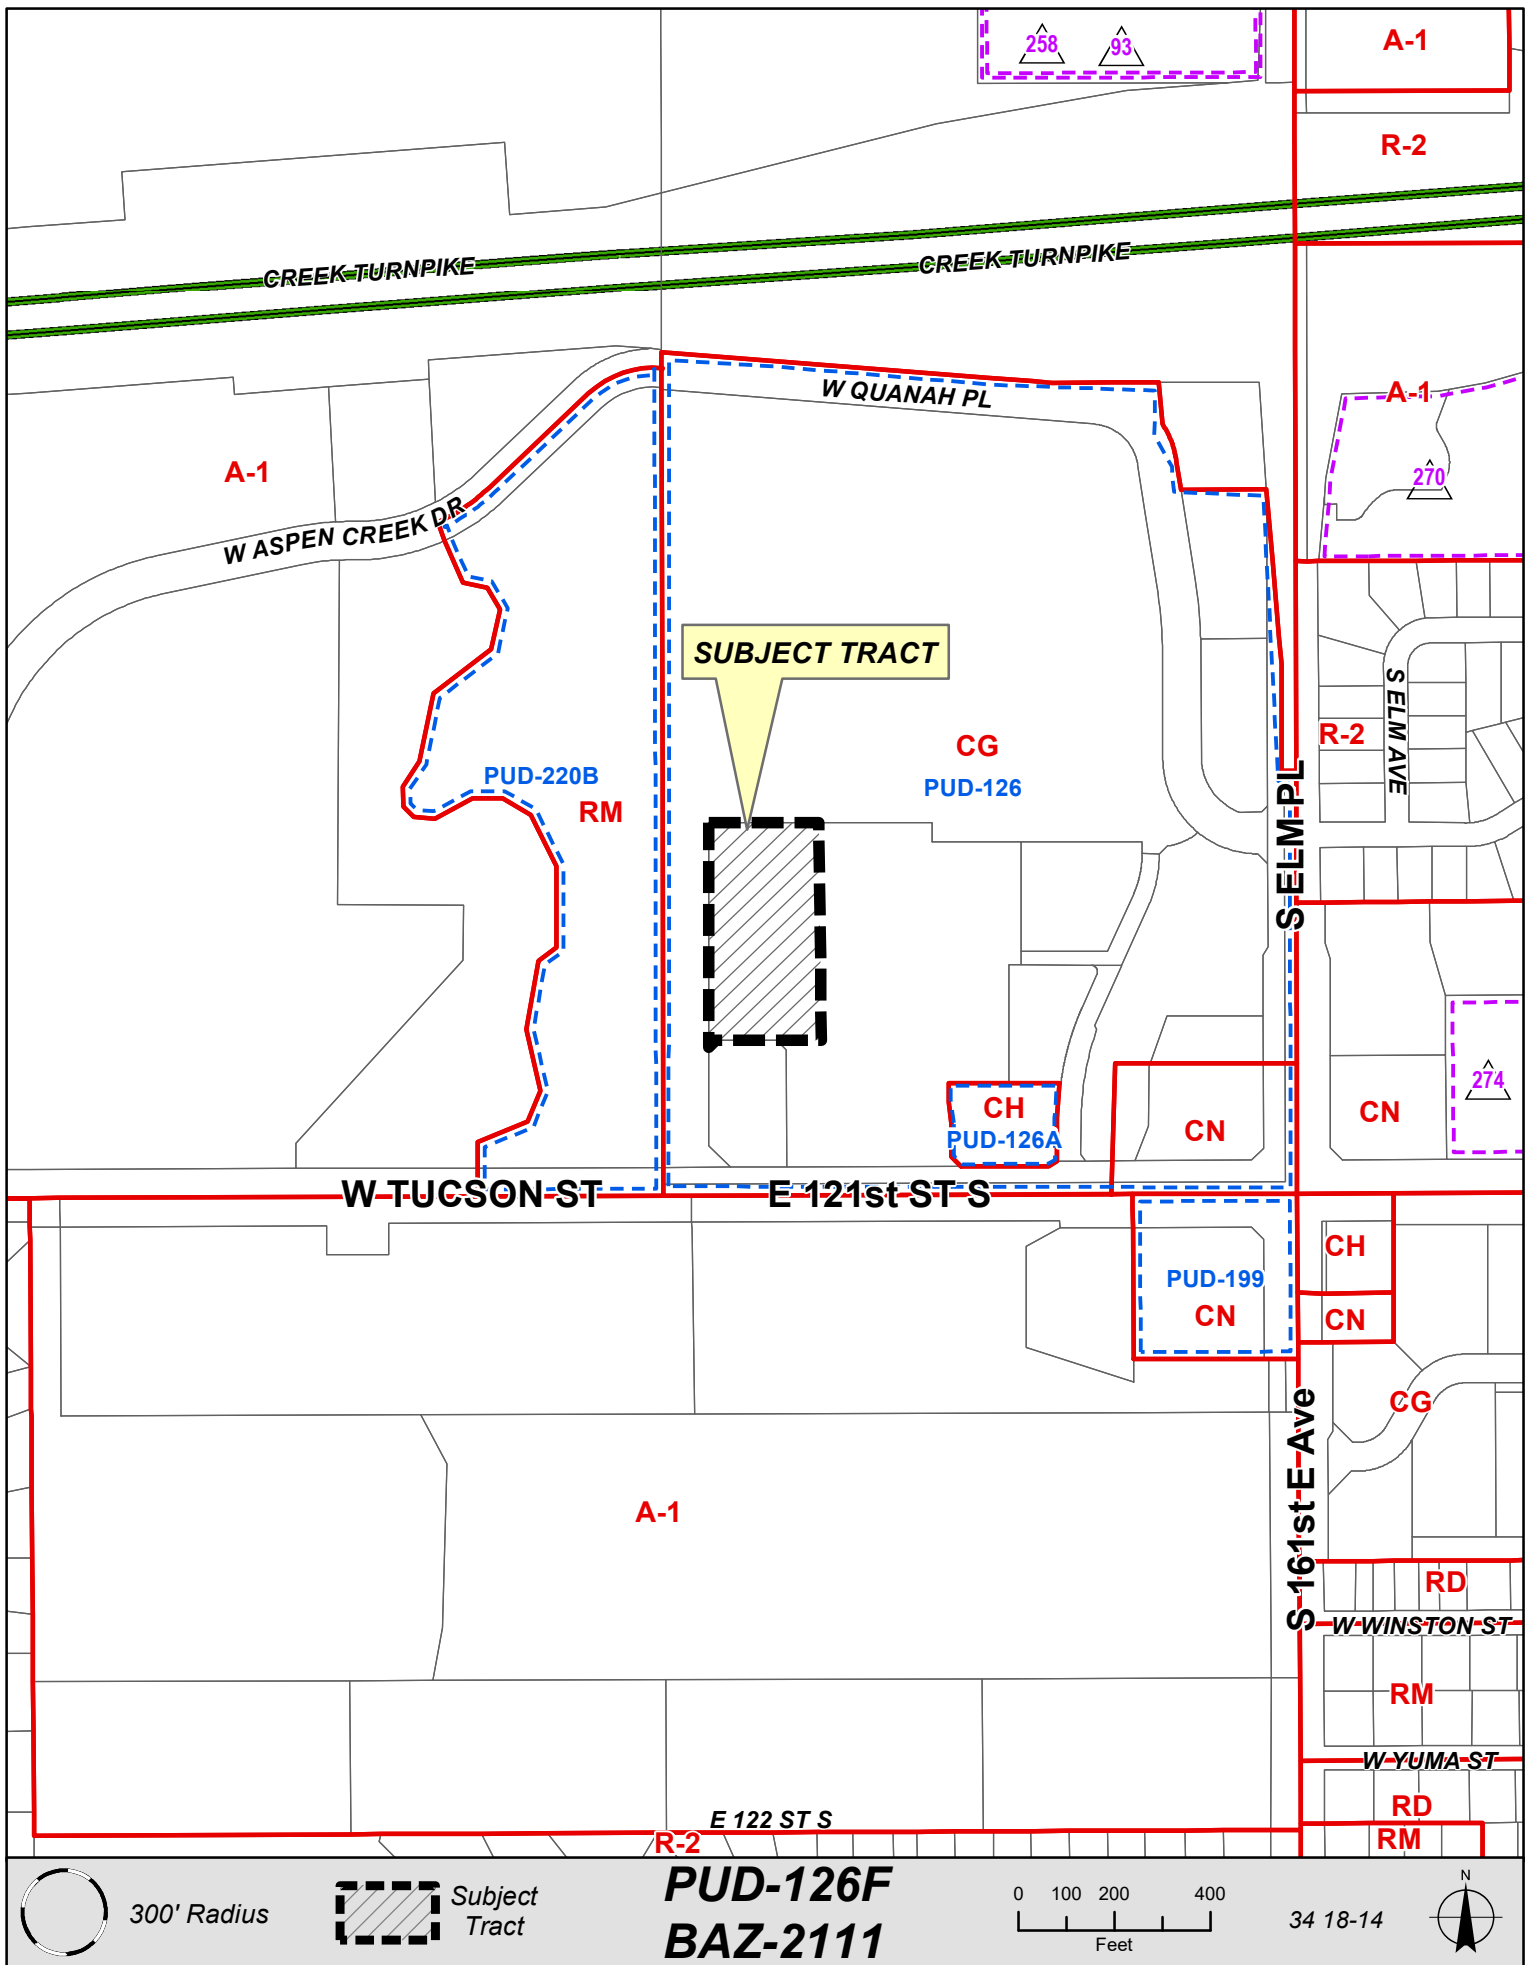 258
93
A-1
R-2
CREEK TURNPIKE
CREEK TURNPIKE
W QUANAH PL
A-1
A-1
270
W ASPEN CREEK DR
SUBJECT TRACT
S ELM AVE
CG
R-2
PUD-220B
PUD-126
RM
S ELM PL
274
CH
CN
CN
PUD-126A
W TUCSON ST
E 121st ST S
CH
PUD-199
CN
CN
CG
S 161st E Ave
A-1
RD
W WINSTON ST
RM
W YUMA ST
RD
E 122 ST S
R-2
RM
300' Radius
Subject
Tract
PUD-126F
BAZ-2111
0 100 200 400
Feet
34 18-14
N